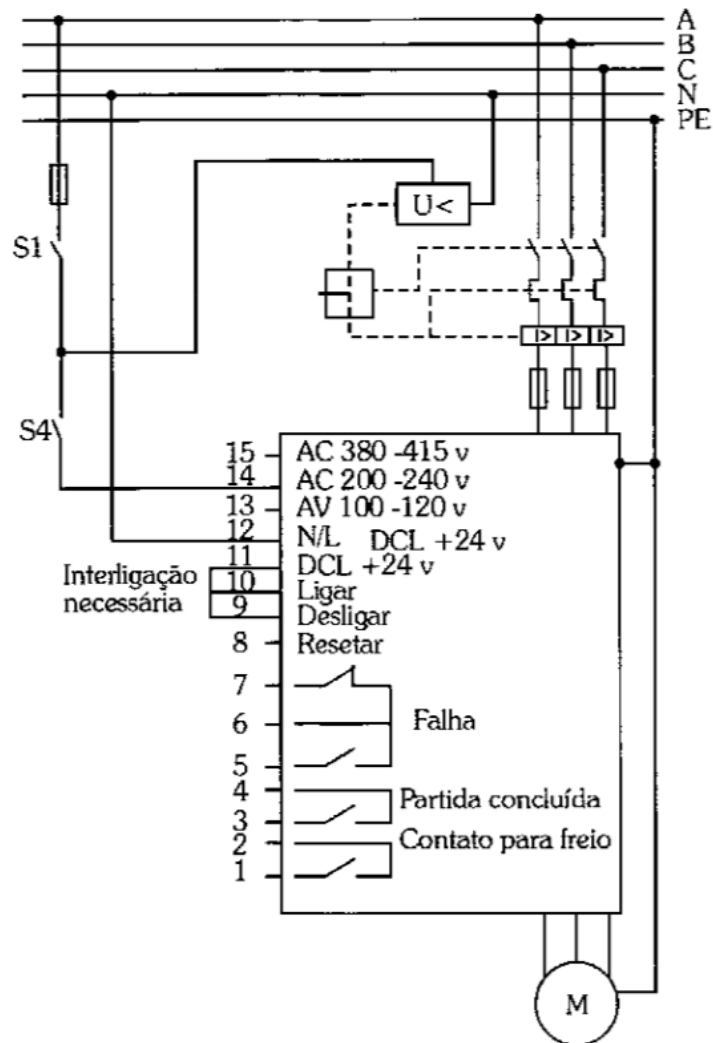 A
B
C
N
PE
U<
S1
I> I> I>
S4
15 AC 380 -415 v
14 AC 200 -240 v
13 AV 100 -120 v
12 N/L DCL +24 v
11 DCL +24 v
Interligação
necessária
10 Ligar
9 Desligar
8 Resetar
7
6 Falha
5
4 Partida concluída
3
2 Contato para freio
1
M